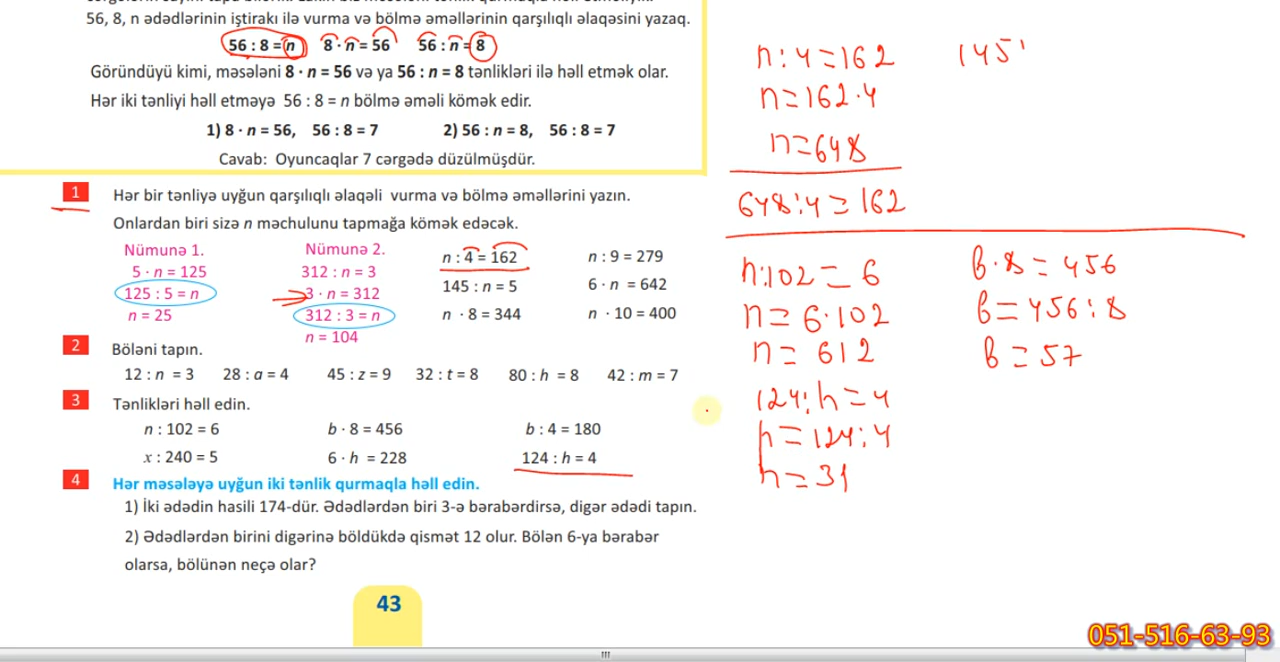 56, 8, n ədədlərinin iştirakı ilə vurma və bölmə əməllərinin qarşılıqlı əlaqəsini yazaq.
56 : 8 = n    8 · n = 56    56 : n = 8
Göründüyü kimi, məsələni 8 · n = 56 və ya 56 : n = 8 tənlikləri ilə həll etmək olar.
Hər iki tənliyi həll etməyə 56 : 8 = n bölmə əməli kömək edir.
1) 8 · n = 56, 56 : 8 = 7    2) 56 : n = 8, 56 : 8 = 7
Cavab: Oyuncaqlar 7 cərgədə düzülmüşdür.
1 Hər bir tənliyə uyğun qarşılıqlı əlaqəli vurma və bölmə əməllərini yazın.
Onlardan biri sizə n məchulunu tapmağa kömək edəcək.
Nümunə 1.
5 · n = 125
125 : 5 = n
n = 25
Nümunə 2.
312 : n = 3
3 · n = 312
312 : 3 = n
n = 104
n : 4 = 162    n : 9 = 279
145 : n = 5    6 · n = 642
n · 8 = 344    n · 10 = 400
2 Böləni tapın.
12 : n = 3    28 : a = 4    45 : z = 9    32 : t = 8    80 : h = 8    42 : m = 7
3 Tənlikləri həll edin.
n : 102 = 6    b · 8 = 456    b : 4 = 180
x : 240 = 5    6 · h = 228    124 : h = 4
4 Hər məsələyə uyğun iki tənlik qurmaqla həll edin.
1) İki ədədin hasili 174-dür. Ədədlərdən biri 3-ə bərabərdirsə, digər ədədi tapın.
2) Ədədlərdən birini digərinə böldükdə qismət 12 olur. Bölən 6-ya bərabər
olarsa, bölünən neçə olar?
43
n : 4 = 162    145
n = 162 · 4
n = 648
648 : 4 = 162
n : 102 = 6
n = 6 · 102
n = 612
124 : h = 4
h = 124 : 4
h = 31
b · 8 = 456
b = 456 : 8
b = 57
051-516-63-93